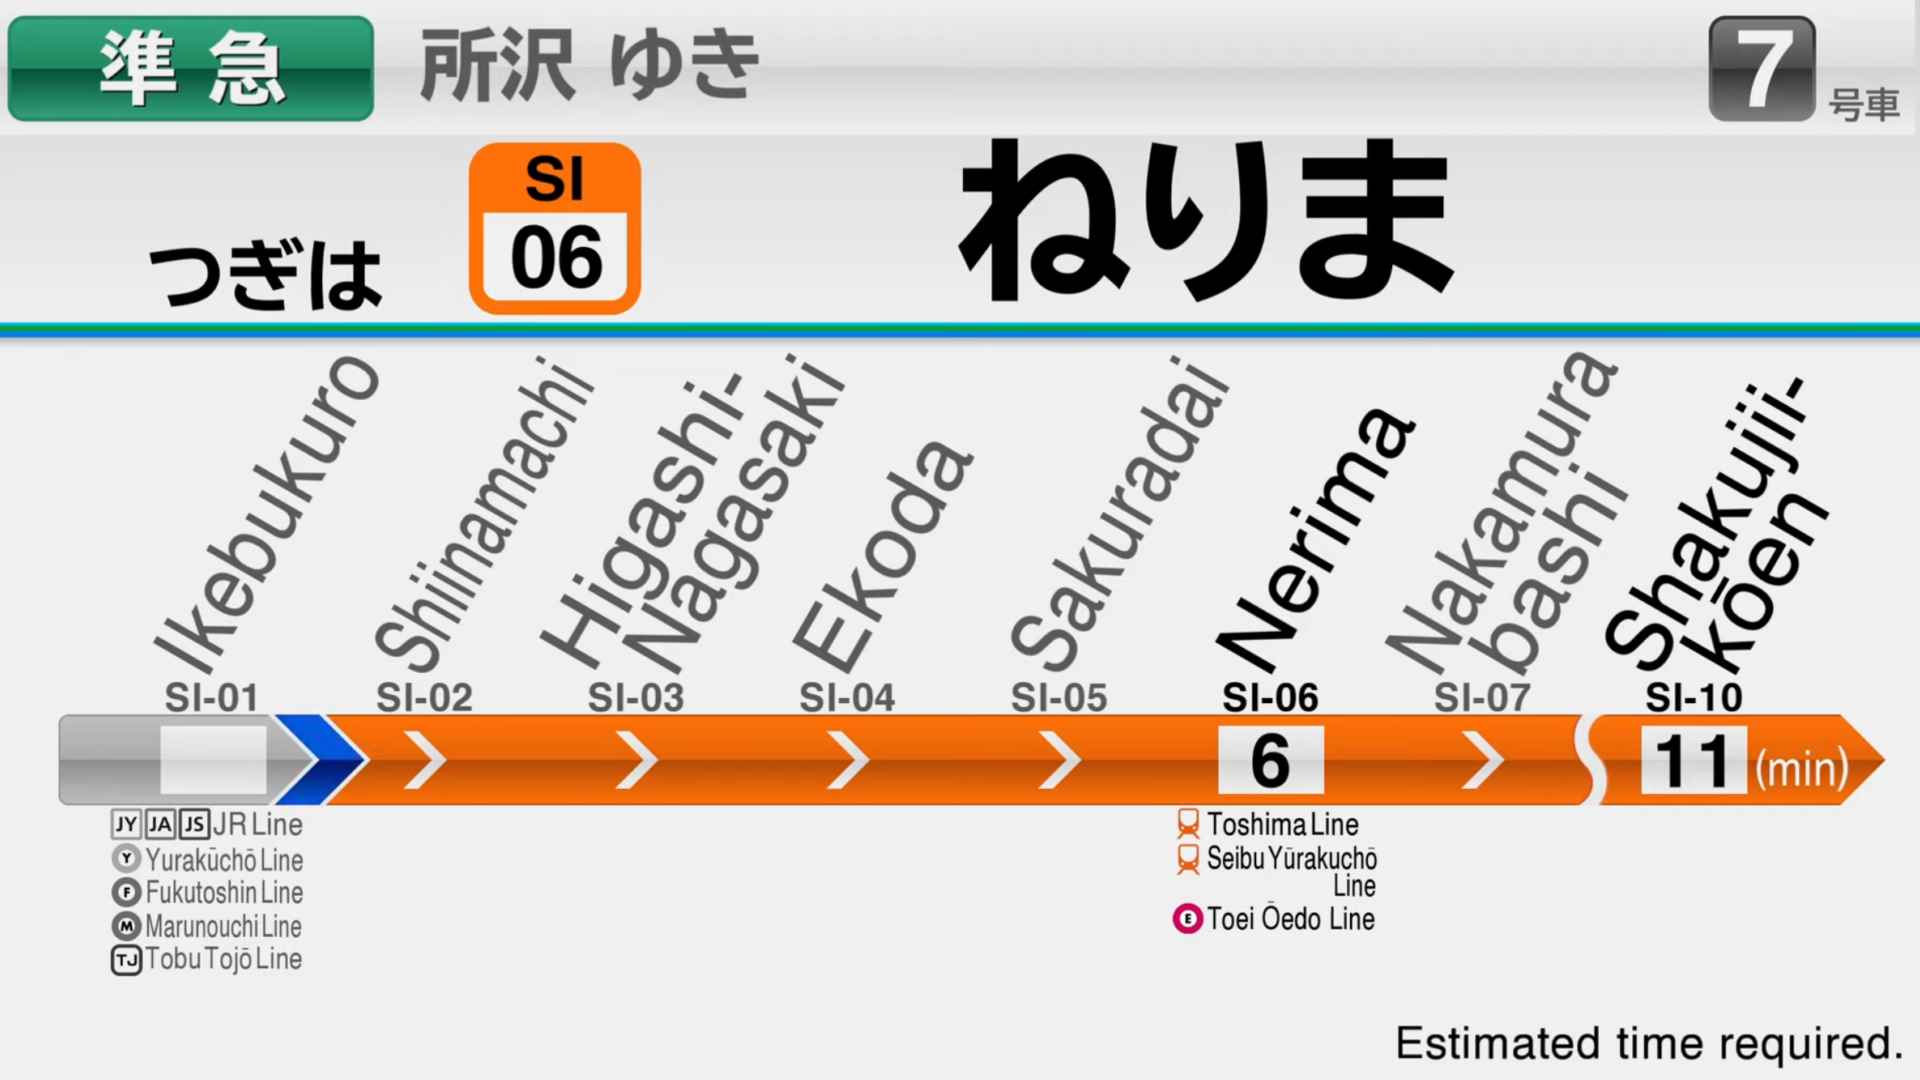 準急 所沢 ゆき 7 号車
つぎは SI 06 ねりま
Ikebukuro
Shiinamachi
Higashi-
Nagasaki
Ekoda
Sakuradai
Nerima
Nakamura
bashi
Shakujii-
kōen
SI-01 SI-02 SI-03 SI-04 SI-05 SI-06 SI-07 SI-10
6 11 (min)
JY JA JS JR Line
Y Yurakūchō Line
F Fukutoshin Line
M Marunouchi Line
TJ Tobu Tojō Line
Toshima Line
Seibu Yūrakuchō
Line
E Toei Ōedo Line
Estimated time required.